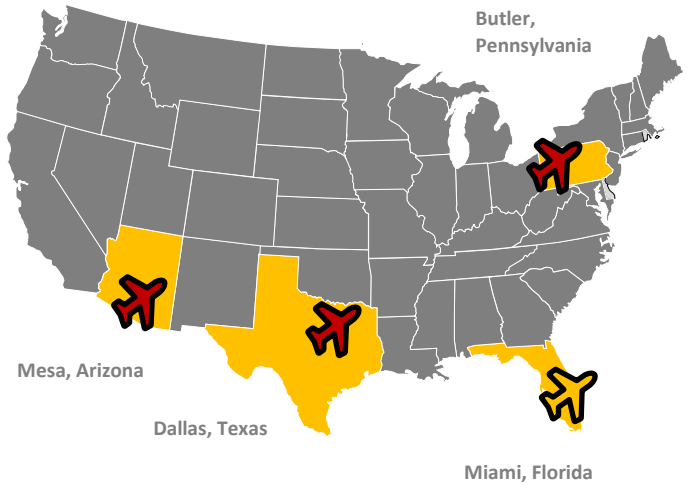 Butler,
Pennsylvania
Mesa, Arizona
Dallas, Texas
Miami, Florida